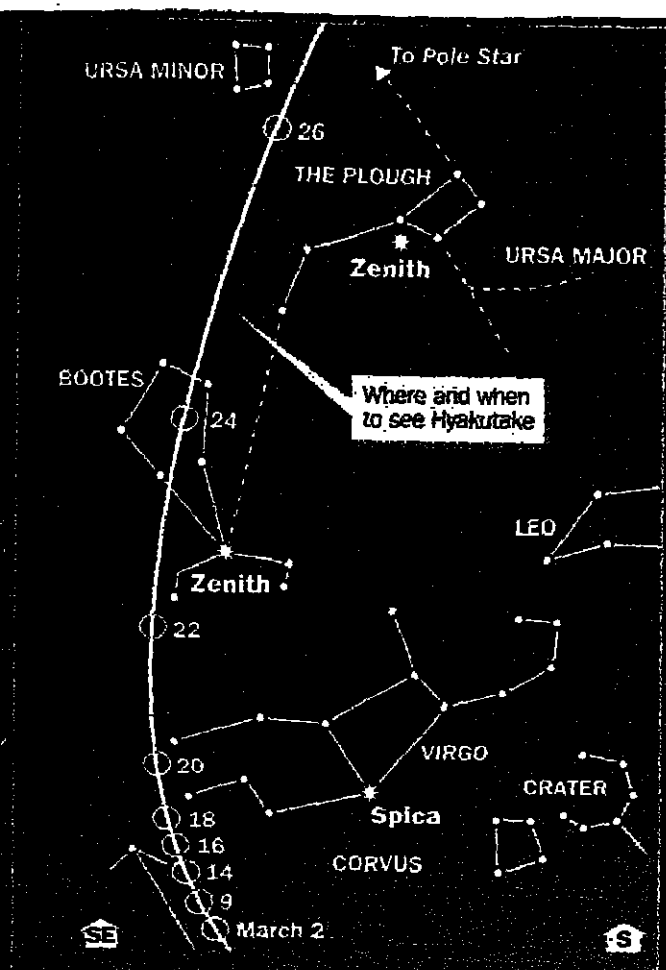 URSA MINOR
To Pole Star
26
THE PLOUGH
Zenith
URSA MAJOR
BOOTES
Where and when
to see Hyakutake
24
LEO
Zenith
22
VIRGO
20
CRATER
Spica
18
16
CORVUS
14
9
March 2
SE
S